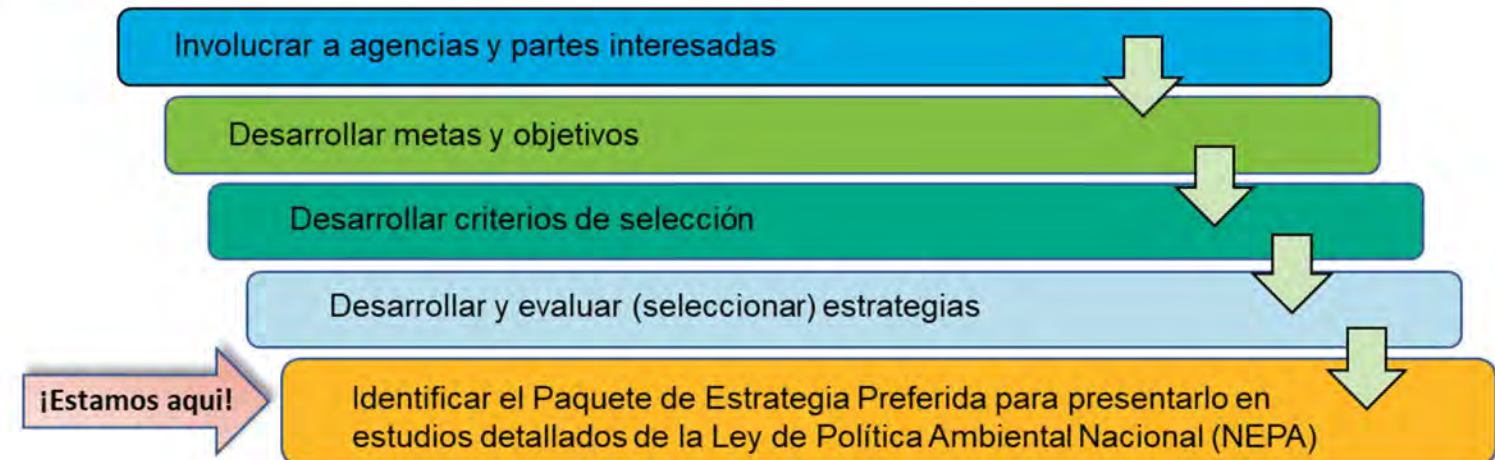 Involucrar a agencias y partes interesadas
Desarrollar metas y objetivos
Desarrollar criterios de selección
Desarrollar y evaluar (seleccionar) estrategias
¡Estamos aqui!
Identificar el Paquete de Estrategia Preferida para presentarlo en
estudios detallados de la Ley de Política Ambiental Nacional (NEPA)